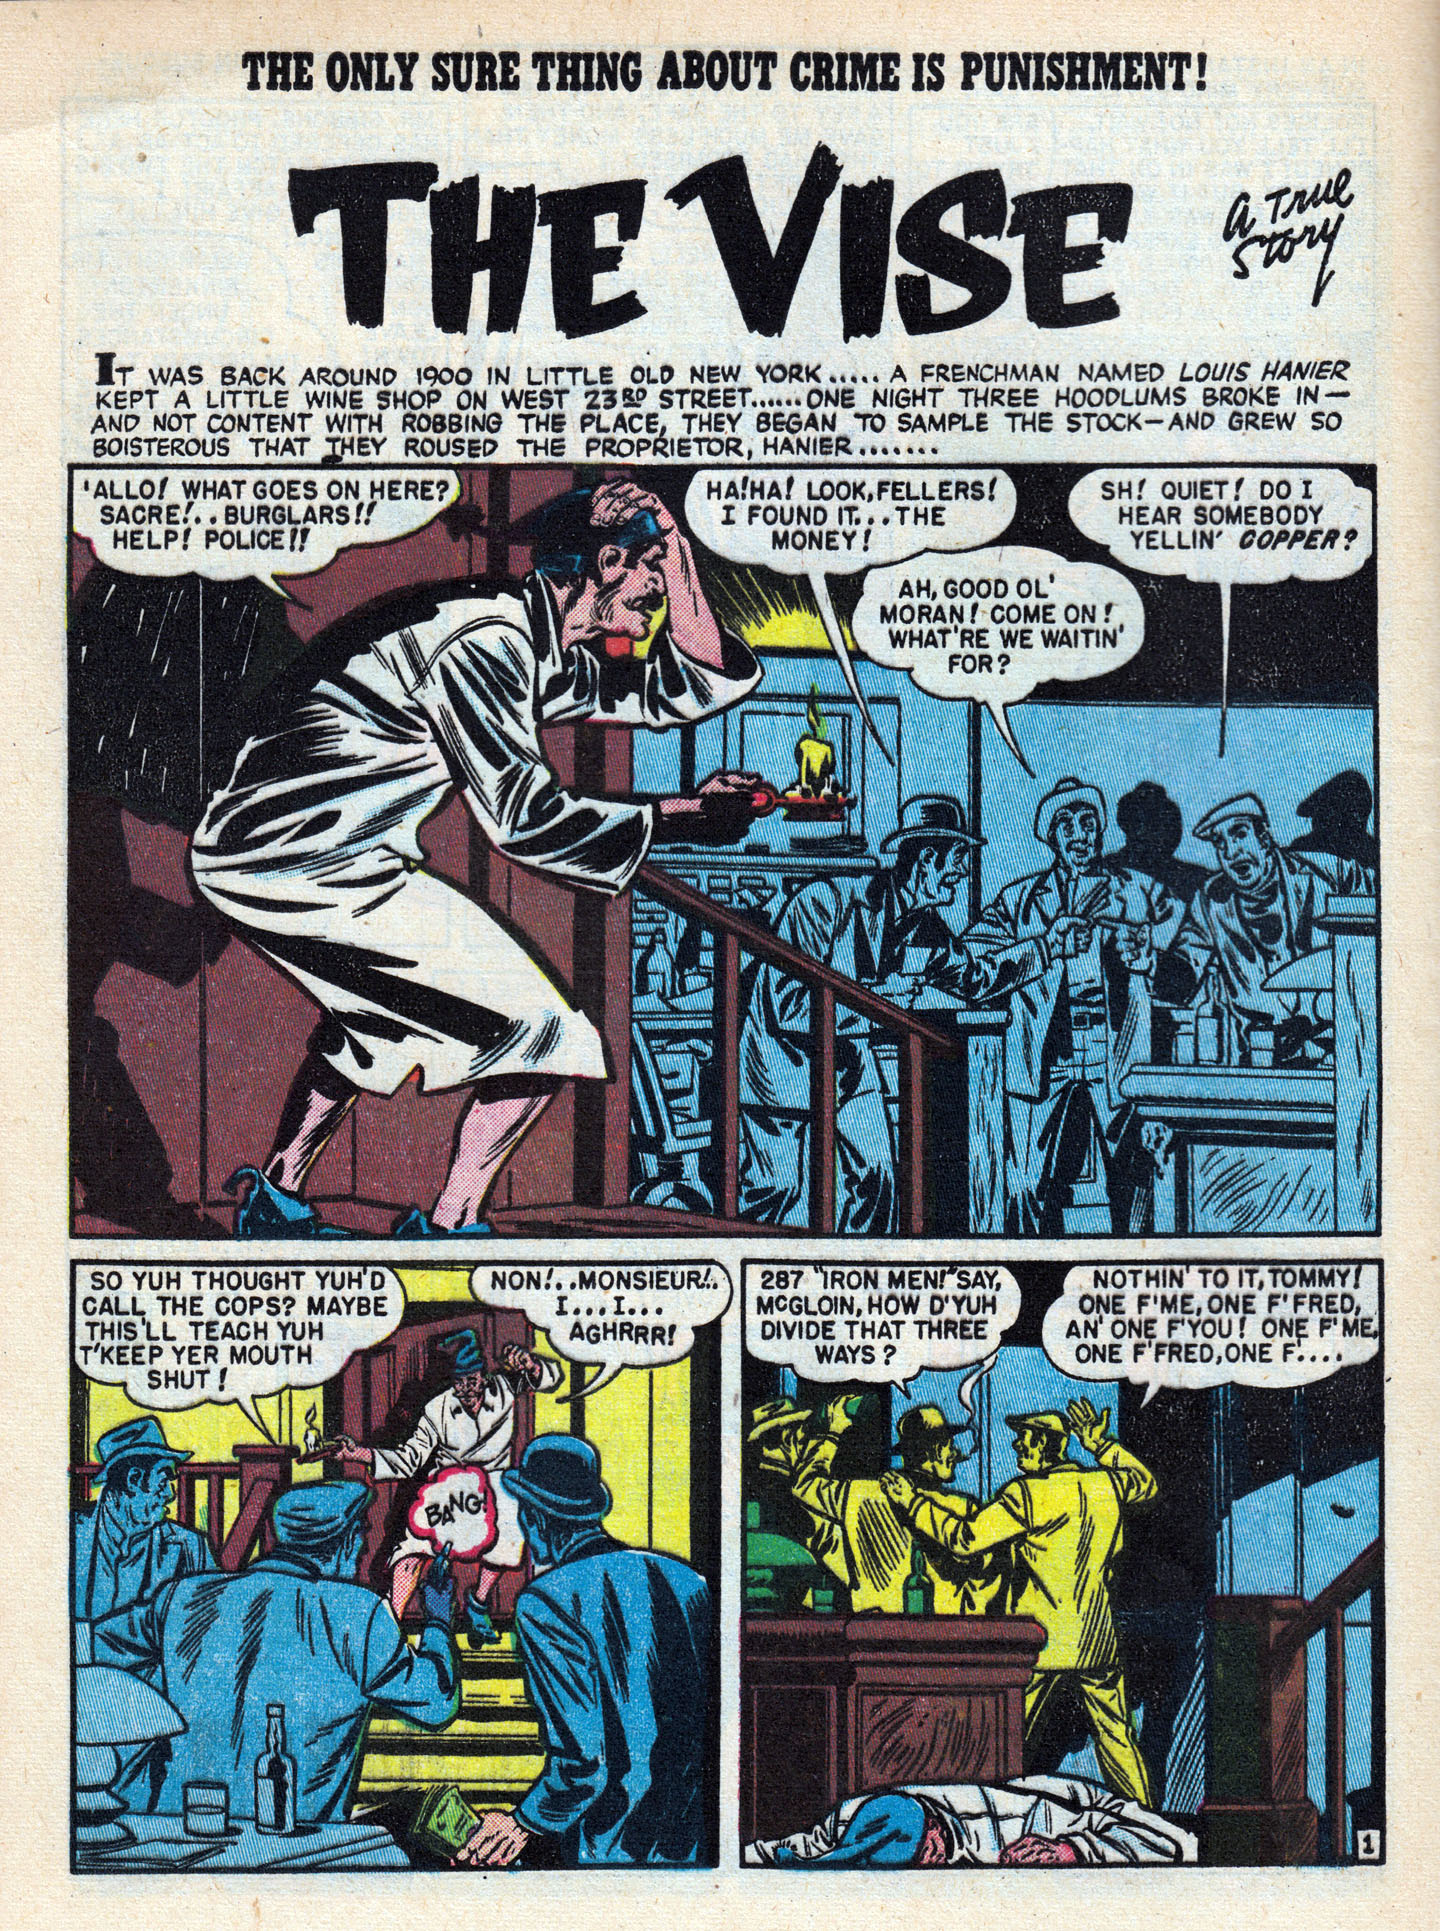 THE ONLY SURE THING ABOUT CRIME IS PUNISHMENT!
THE VISE
A TRUE
STORY
IT WAS BACK AROUND 1900 IN LITTLE OLD NEW YORK..... A FRENCHMAN NAMED LOUIS HANIER
KEPT A LITTLE WINE SHOP ON WEST 23RD STREET......ONE NIGHT THREE HOODLUMS BROKE IN—
AND NOT CONTENT WITH ROBBING THE PLACE, THEY BEGAN TO SAMPLE THE STOCK—AND GREW SO
BOISTEROUS THAT THEY ROUSED THE PROPRIETOR, HANIER.......
'ALLO! WHAT GOES ON HERE?
SACRE!..BURGLARS!!
HELP! POLICE!!
HA!HA! LOOK, FELLERS!
I FOUND IT...THE
MONEY!
AH, GOOD OL'
MORAN! COME ON!
WHAT'RE WE WAITIN'
FOR?
SH! QUIET! DO I
HEAR SOMEBODY
YELLIN' COPPER?
SO YUH THOUGHT YUH'D
CALL THE COPS? MAYBE
THIS'LL TEACH YUH
T'KEEP YER MOUTH
SHUT!
NON!..MONSIEUR!.
I...I...
AGHRRR!
BANG!
287 "IRON MEN!" SAY,
McGLOIN, HOW D'YUH
DIVIDE THAT THREE
WAYS?
NOTHIN' TO IT, TOMMY!
ONE F'ME, ONE F'FRED,
AN' ONE F'YOU! ONE F'ME,
ONE F'FRED, ONE F'....
1